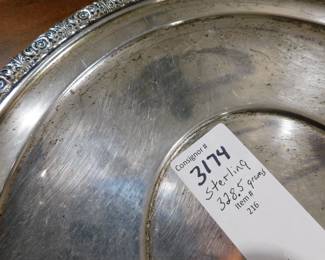 Consignor #
3174
sterling
328.5 grams
Item #
216